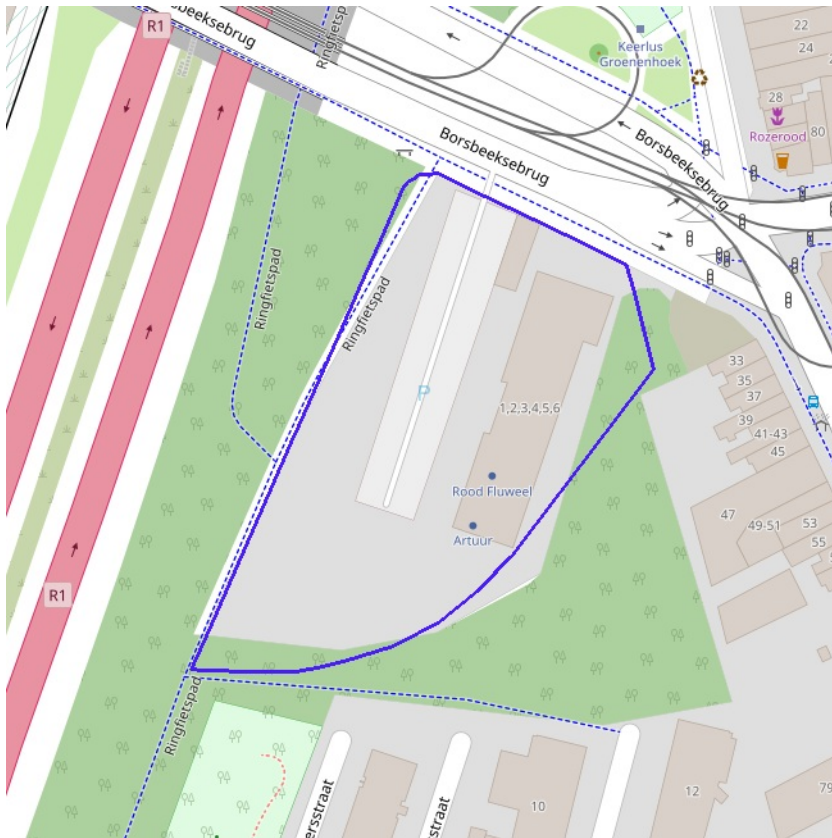 R1
Borsbeeksebrug
Ringfietspad
Keerlus
Groenenhoek
22
24
28
Rozerood
80
Borsbeeksebrug
Borsbeeksebrug
Ringfietspad
Ringfietspad
P
1,2,3,4,5,6
33
35
37
39
41-43
45
Rood Fluweel
47
49-51
53
55
Artuur
R1
Ringfietspad
ersstraat
straat
10
12
79